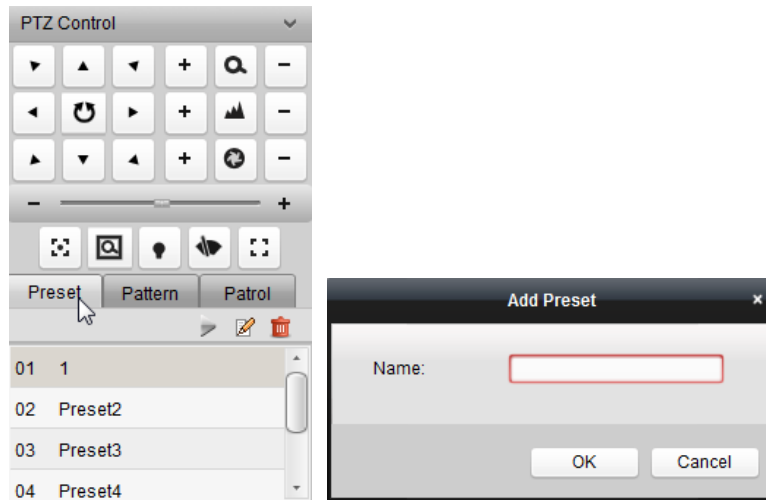 PTZ Control
Preset Pattern Patrol
01 1
02 Preset2
03 Preset3
04 Preset4
Add Preset
Name:
OK Cancel